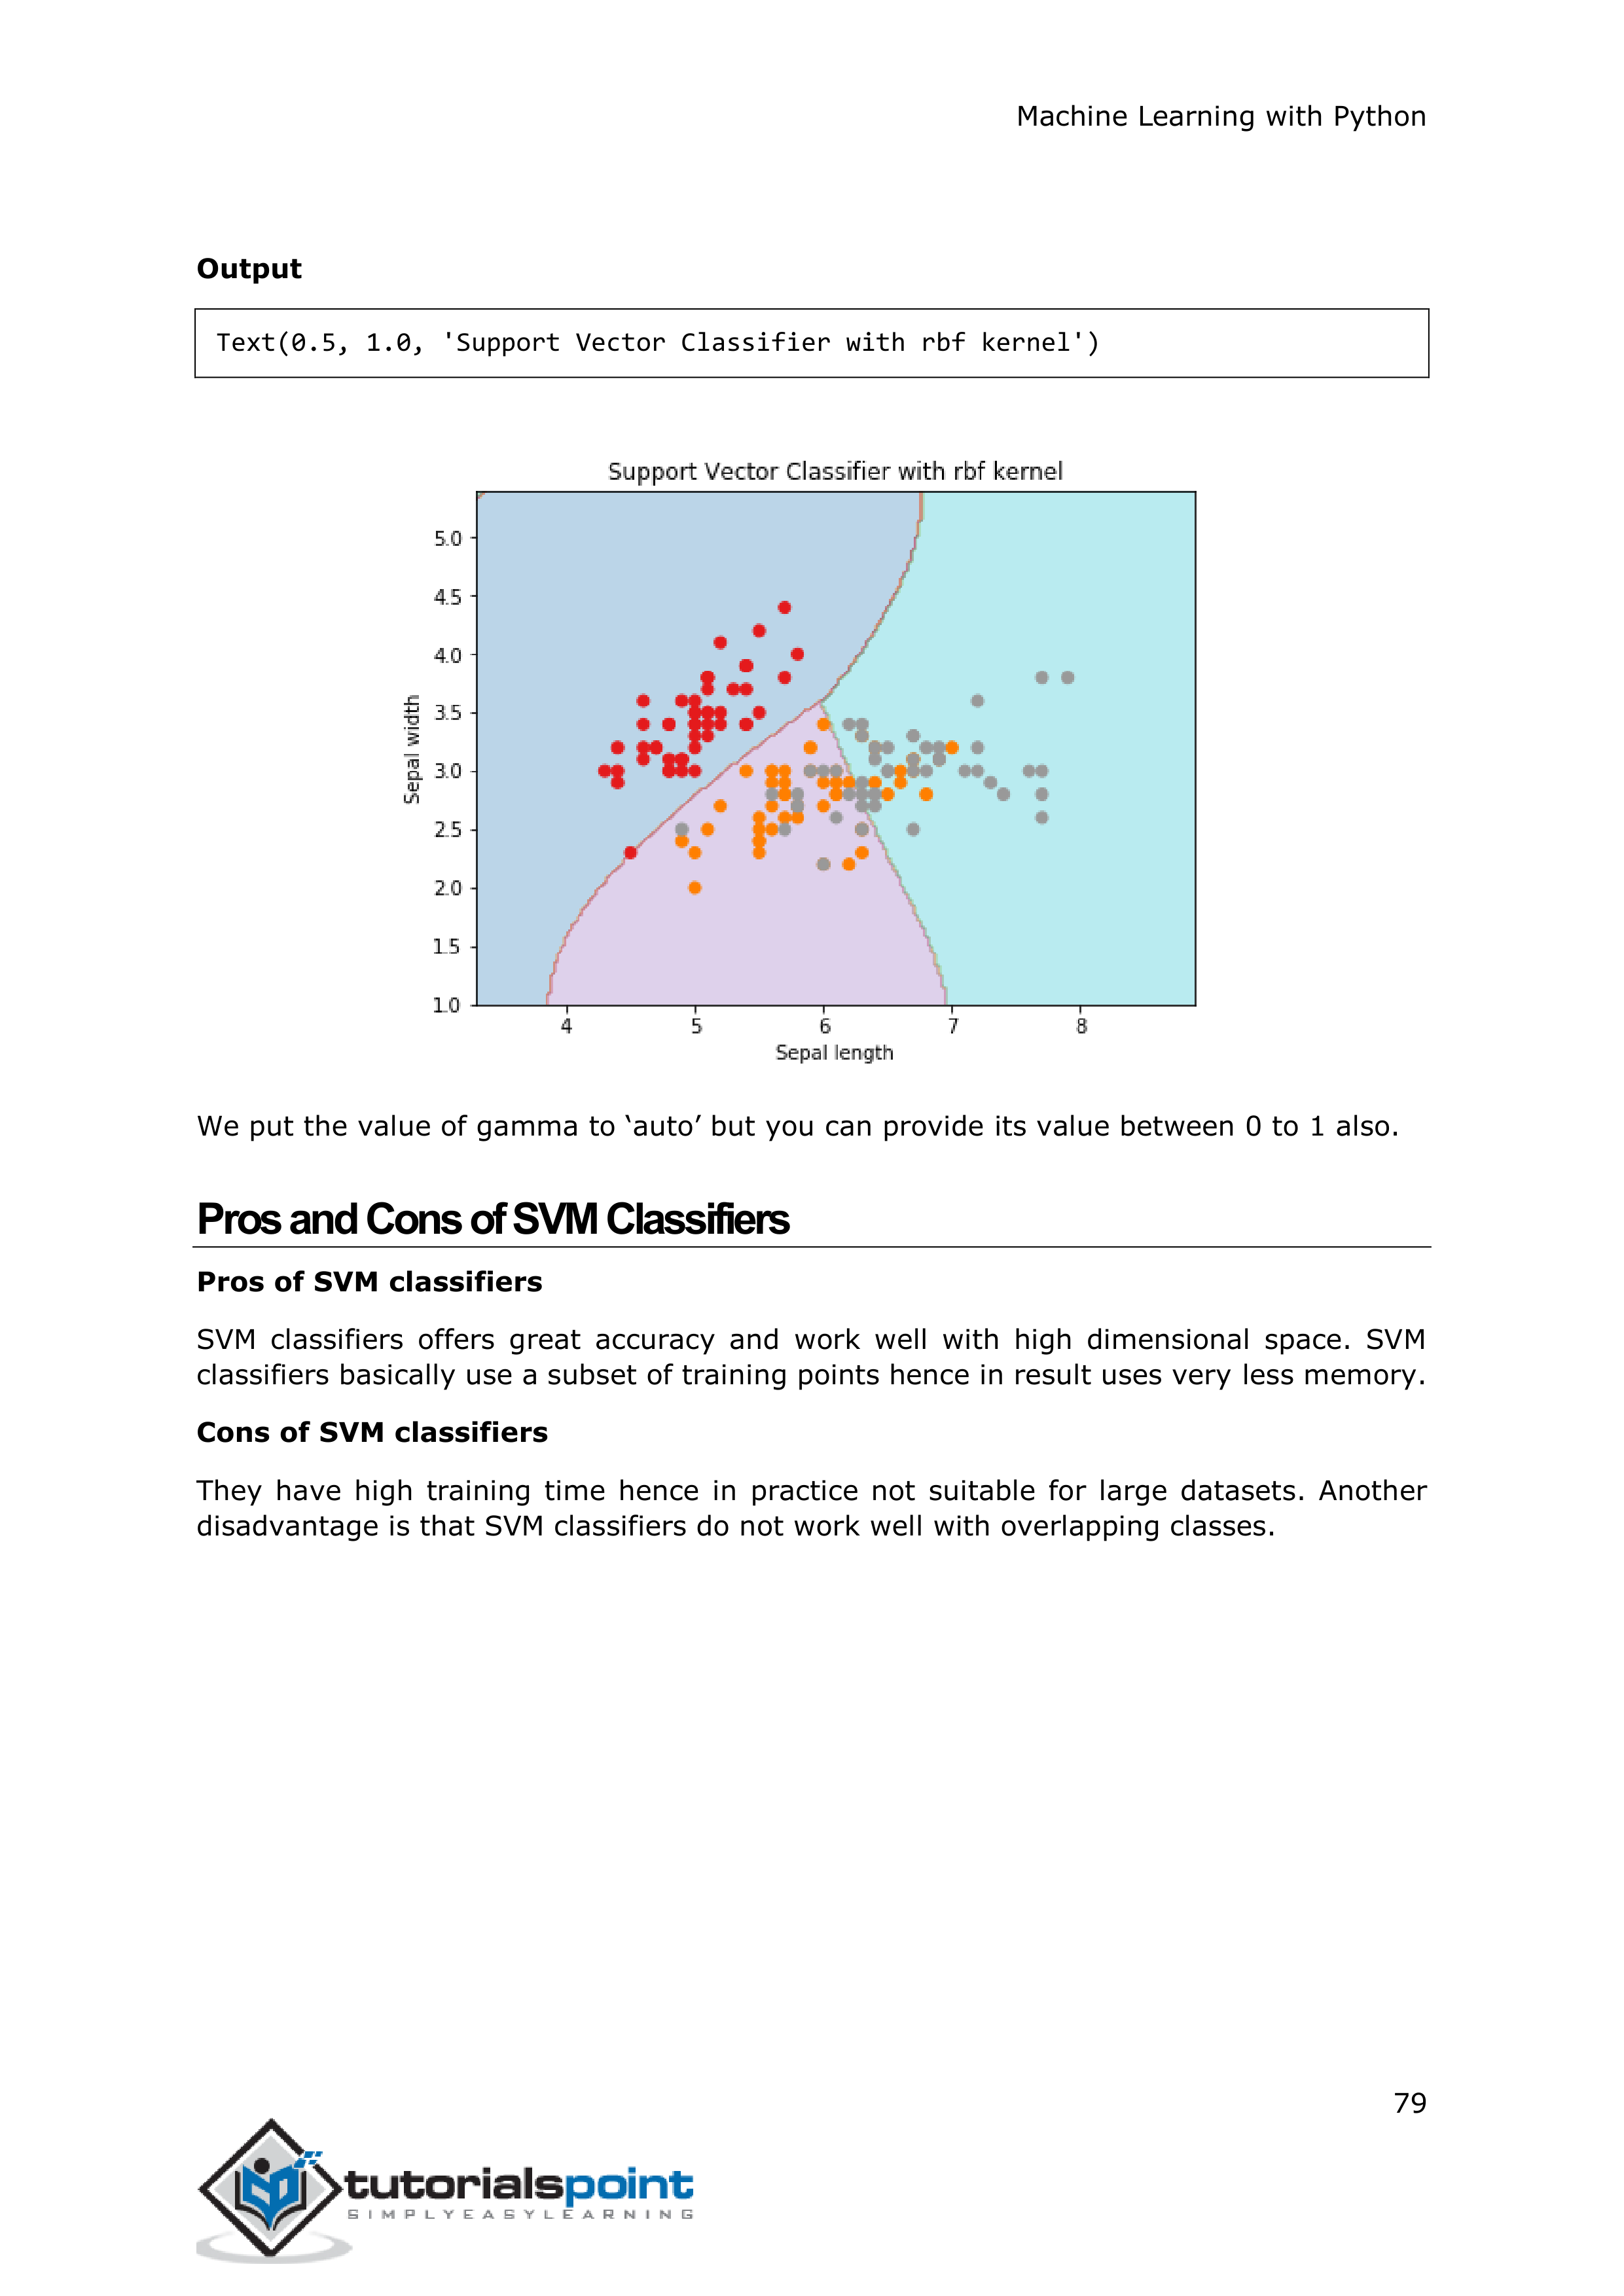 Machine Learning with Python
Output
Text(0.5, 1.0, 'Support Vector Classifier with rbf kernel')
Support Vector Classifier with rbf kernel
5.0
4.5
4.0
3.5
3.0
2.5
2.0
1.5
1.0
Sepal width
4 5 6 7 8
Sepal length
We put the value of gamma to ‘auto’ but you can provide its value between 0 to 1 also.
Pros and Cons of SVM Classifiers
Pros of SVM classifiers
SVM classifiers offers great accuracy and work well with high dimensional space. SVM
classifiers basically use a subset of training points hence in result uses very less memory.
Cons of SVM classifiers
They have high training time hence in practice not suitable for large datasets. Another
disadvantage is that SVM classifiers do not work well with overlapping classes.
79
tutorialspoint
SIMPLYEASYLEARNING